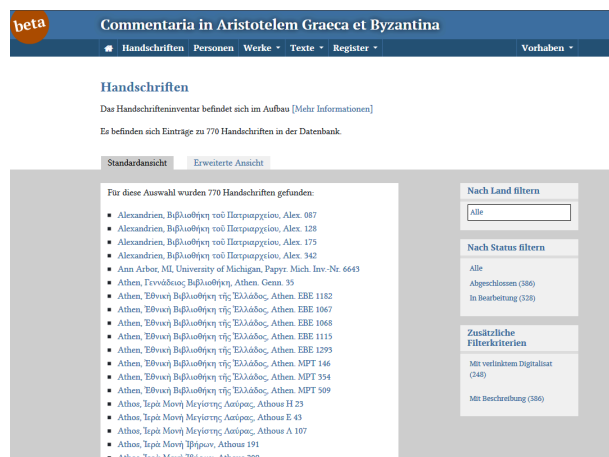 beta
Commentaria in Aristotelem Graeca et Byzantina
Handschriften Personen Werke Texte Register Vorhaben
Handschriften
Das Handschrifteninventar befindet sich im Aufbau [Mehr Informationen]
Es befinden sich Einträge zu 770 Handschriften in der Datenbank.
Standardansicht Erweiterte Ansicht
Für diese Auswahl wurden 770 Handschriften gefunden:
Alexandrien, Βιβλιοθήκη τοῦ Πατριαρχείου, Alex. 087
Alexandrien, Βιβλιοθήκη τοῦ Πατριαρχείου, Alex. 128
Alexandrien, Βιβλιοθήκη τοῦ Πατριαρχείου, Alex. 175
Alexandrien, Βιβλιοθήκη τοῦ Πατριαρχείου, Alex. 342
Ann Arbor, MI, University of Michigan, Papyr. Mich. Inv.-Nr. 6643
Athen, Γεννάδειος Βιβλιοθήκη, Athen. Genn. 35
Athen, Ἐθνικὴ Βιβλιοθήκη τῆς Ἑλλάδος, Athen. EBE 1182
Athen, Ἐθνικὴ Βιβλιοθήκη τῆς Ἑλλάδος, Athen. EBE 1067
Athen, Ἐθνικὴ Βιβλιοθήκη τῆς Ἑλλάδος, Athen. EBE 1068
Athen, Ἐθνικὴ Βιβλιοθήκη τῆς Ἑλλάδος, Athen. EBE 1115
Athen, Ἐθνικὴ Βιβλιοθήκη τῆς Ἑλλάδος, Athen. EBE 1293
Athen, Ἐθνικὴ Βιβλιοθήκη τῆς Ἑλλάδος, Athen. MPT 146
Athen, Ἐθνικὴ Βιβλιοθήκη τῆς Ἑλλάδος, Athen. MPT 354
Athen, Ἐθνικὴ Βιβλιοθήκη τῆς Ἑλλάδος, Athen. MPT 509
Athos, Ἱερὰ Μονὴ Μεγίστης Λαύρας, Athous H 23
Athos, Ἱερὰ Μονὴ Μεγίστης Λαύρας, Athous E 43
Athos, Ἱερὰ Μονὴ Μεγίστης Λαύρας, Athous Λ 107
Athos, Ἱερὰ Μονὴ Ἰβήρων, Athous 191
Nach Land filtern
Alle
Nach Status filtern
Alle
Abgeschlossen (386)
In Bearbeitung (328)
Zusätzliche
Filterkriterien
Mit verlinktem Digitalisat
(248)
Mit Beschreibung (386)